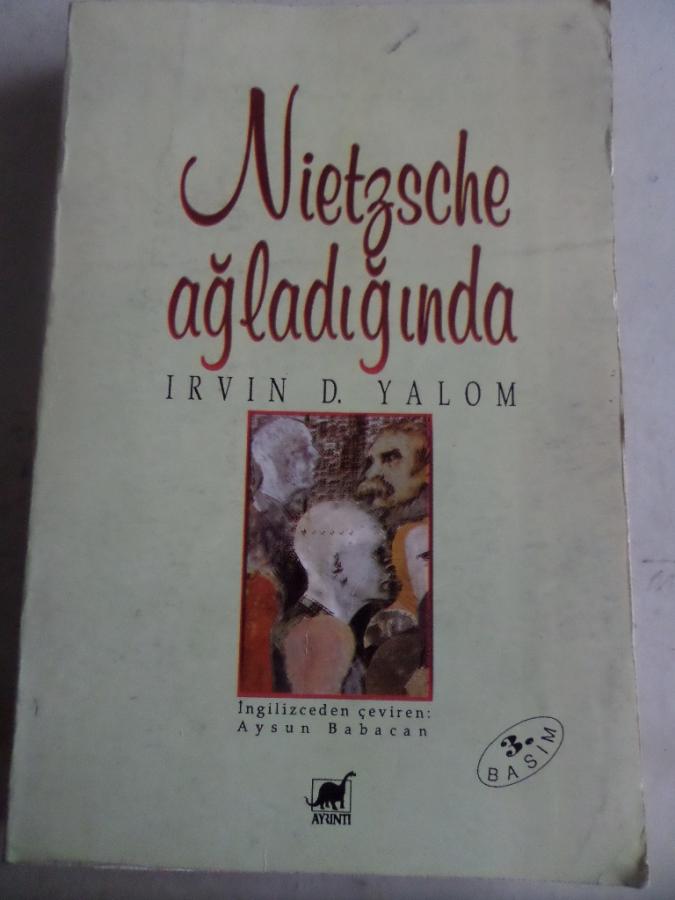 Nietzsche
ağladığında
IRVIN D. YALOM
İngilizceden çeviren:
Aysun Babacan
3.
BASIM
AYRINTI